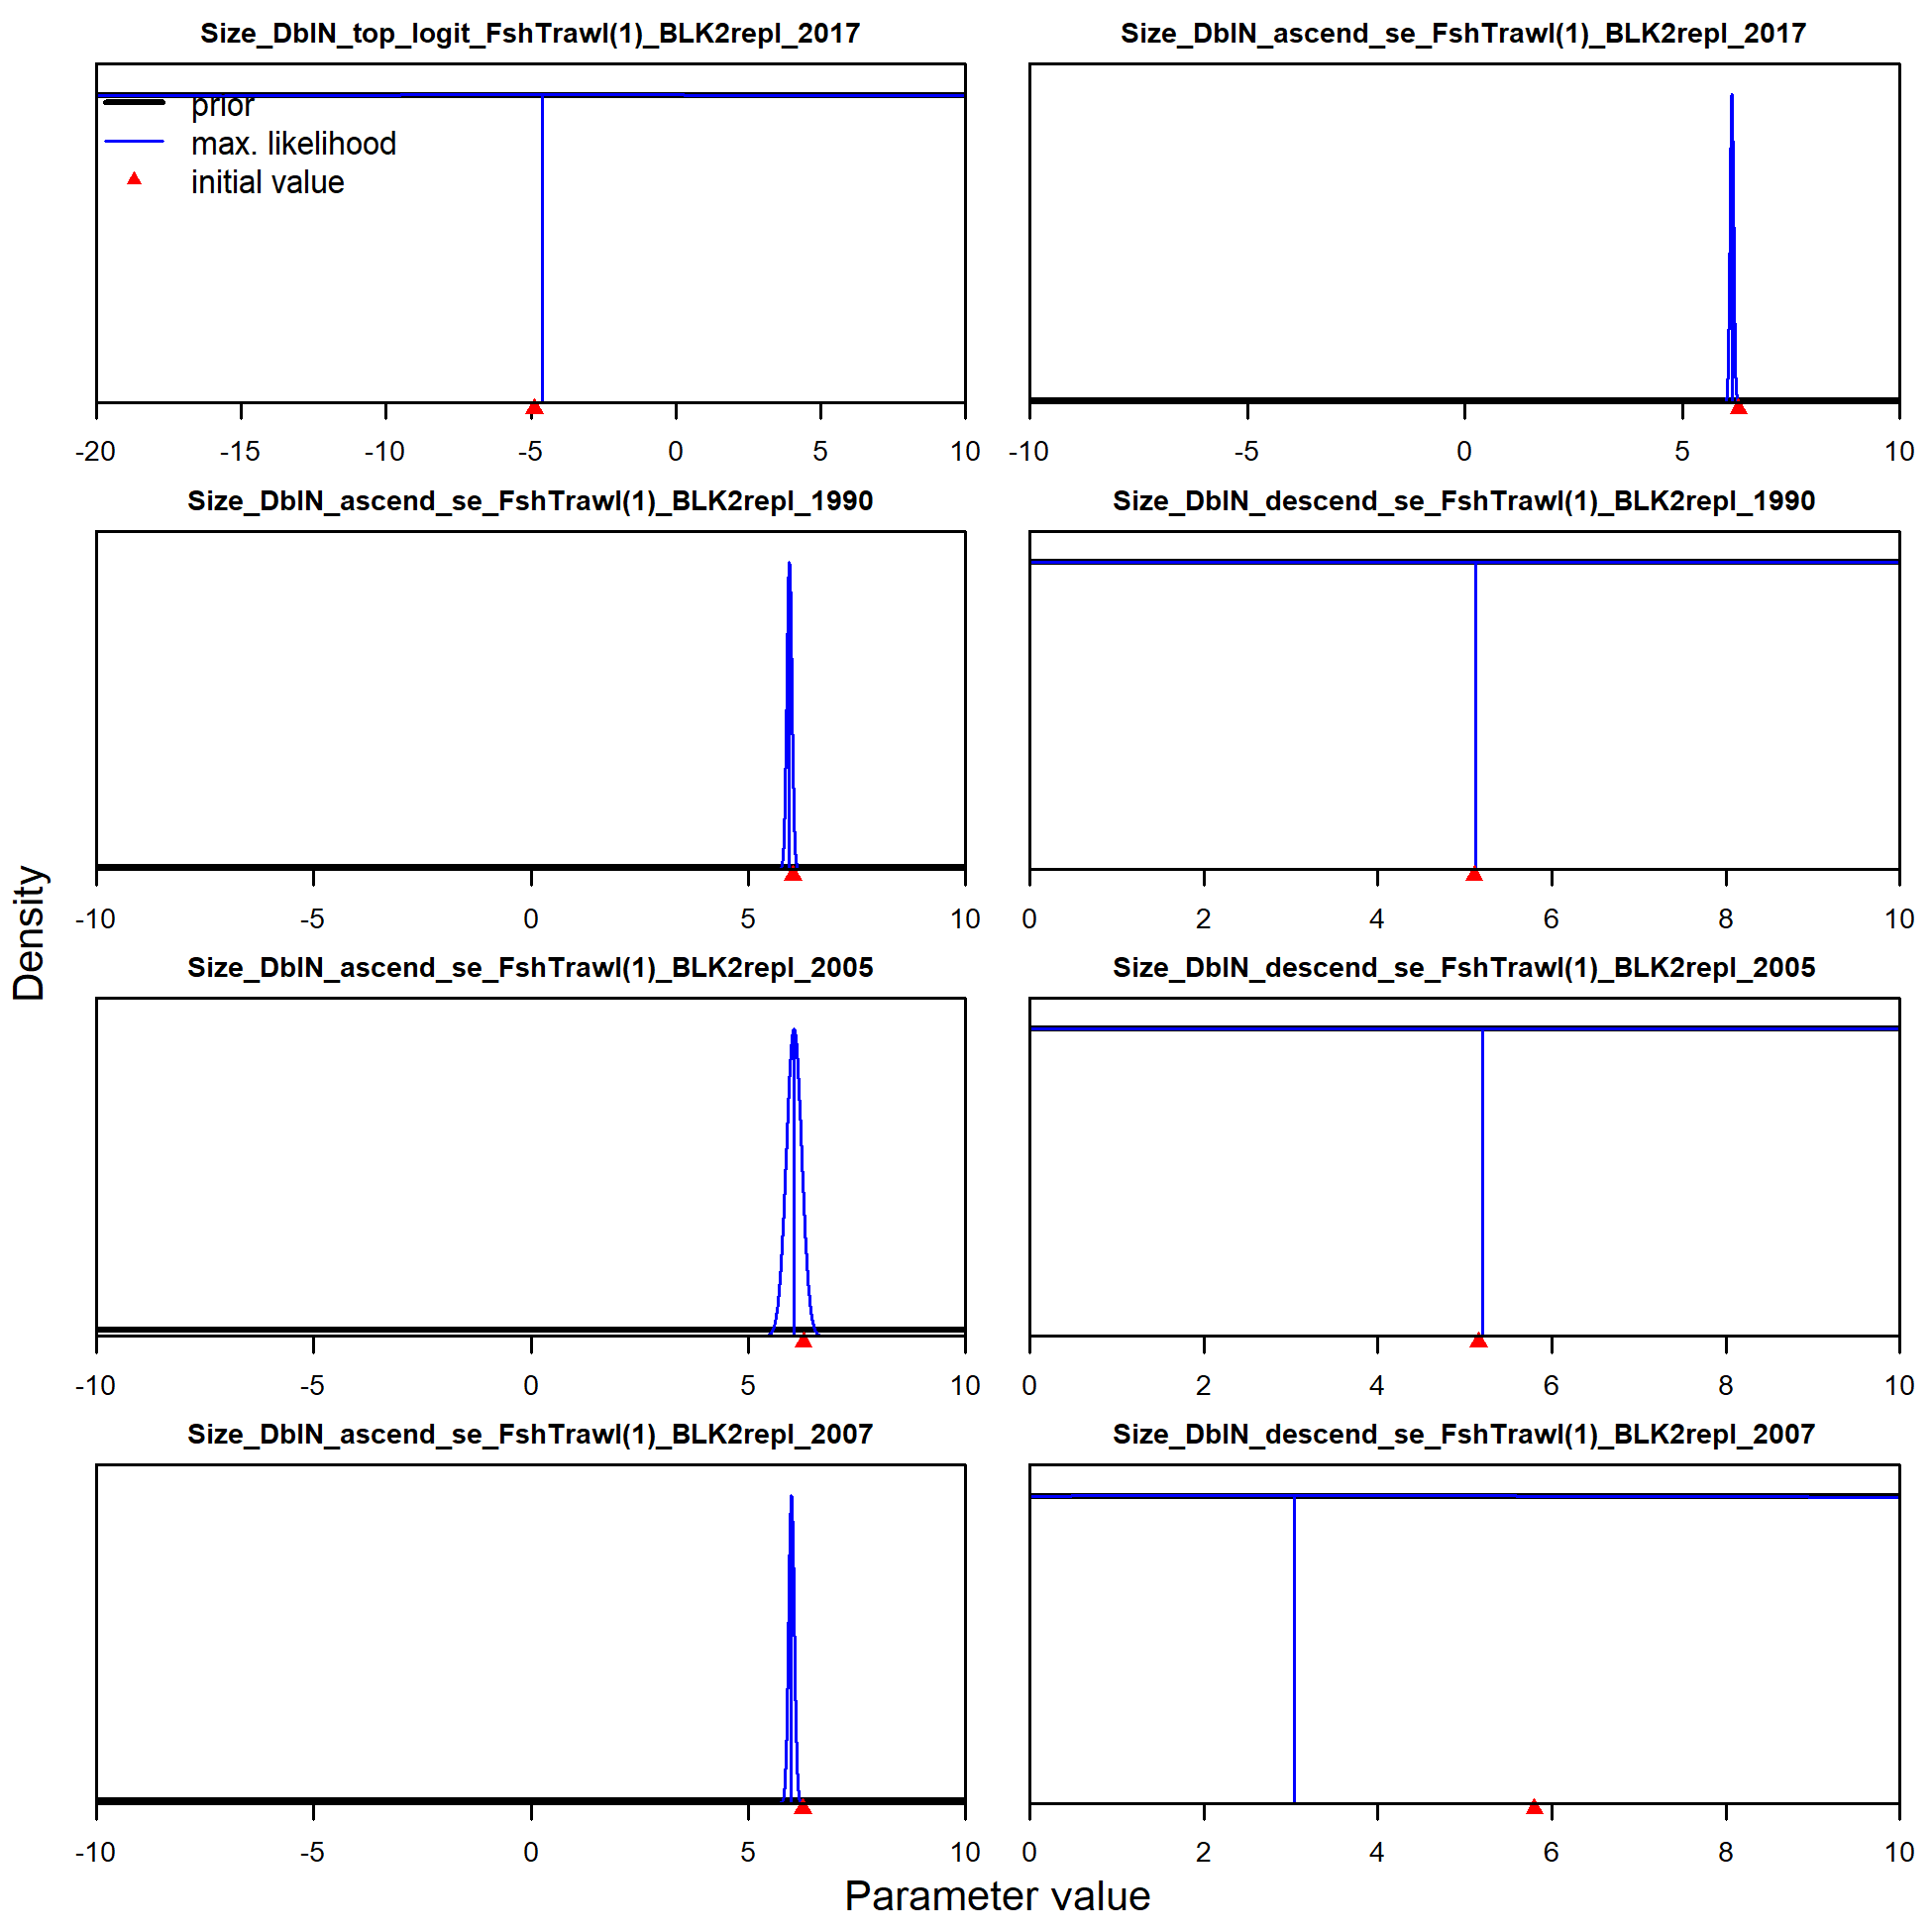 Size_DblN_top_logit_FshTrawl(1)_BLK2repl_2017
prior
max. likelihood
initial value
-20 -15 -10 -5 0 5 10
Size_DblN_ascend_se_FshTrawl(1)_BLK2repl_2017
-10 -5 0 5 10
Size_DblN_ascend_se_FshTrawl(1)_BLK2repl_1990
-10 -5 0 5 10
Size_DblN_descend_se_FshTrawl(1)_BLK2repl_1990
0 2 4 6 8 10
Size_DblN_ascend_se_FshTrawl(1)_BLK2repl_2005
-10 -5 0 5 10
Size_DblN_descend_se_FshTrawl(1)_BLK2repl_2005
0 2 4 6 8 10
Size_DblN_ascend_se_FshTrawl(1)_BLK2repl_2007
-10 -5 0 5 10
Size_DblN_descend_se_FshTrawl(1)_BLK2repl_2007
0 2 4 6 8 10
Density
Parameter value